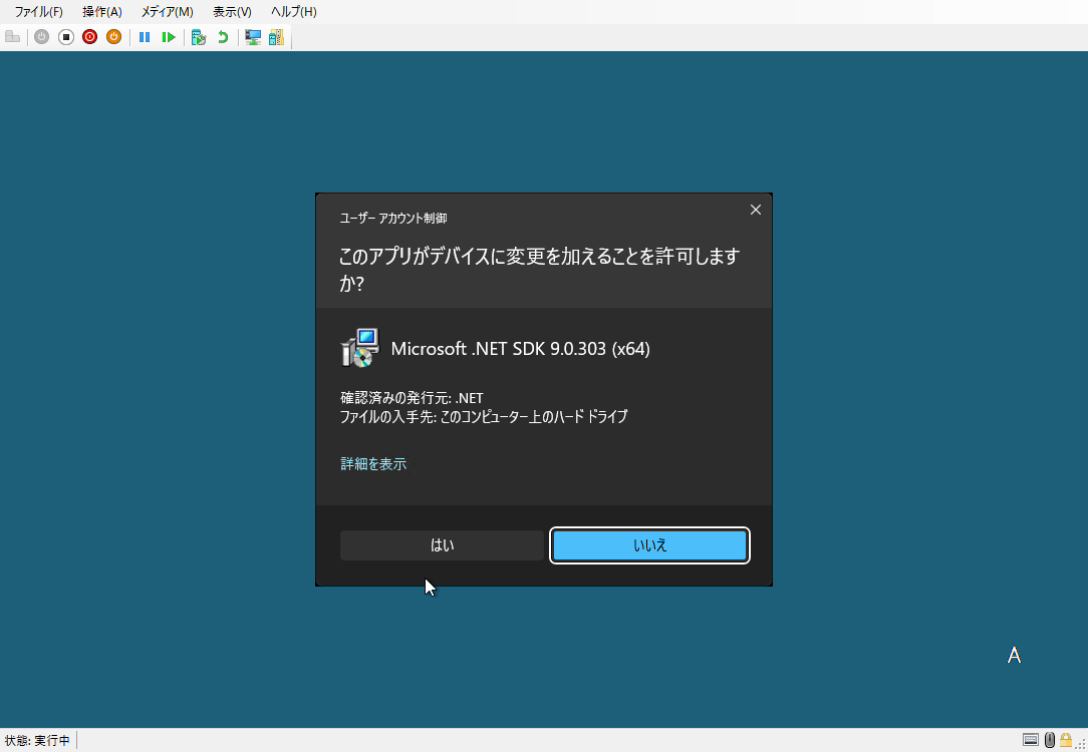 ファイル(F) 操作(A) メディア(M) 表示(V) ヘルプ(H)
ユーザー アカウント制御
このアプリがデバイスに変更を加えることを許可します
か?
Microsoft .NET SDK 9.0.303 (x64)
確認済みの発行元: .NET
ファイルの入手先: このコンピューター上のハード ドライブ
詳細を表示
はい いいえ
A
状態: 実行中